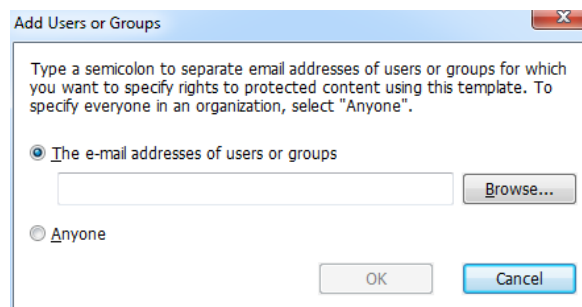 Add Users or Groups
Type a semicolon to separate email addresses of users or groups for which
you want to specify rights to protected content using this template. To
specify everyone in an organization, select "Anyone".
The e-mail addresses of users or groups
Browse...
Anyone
OK
Cancel